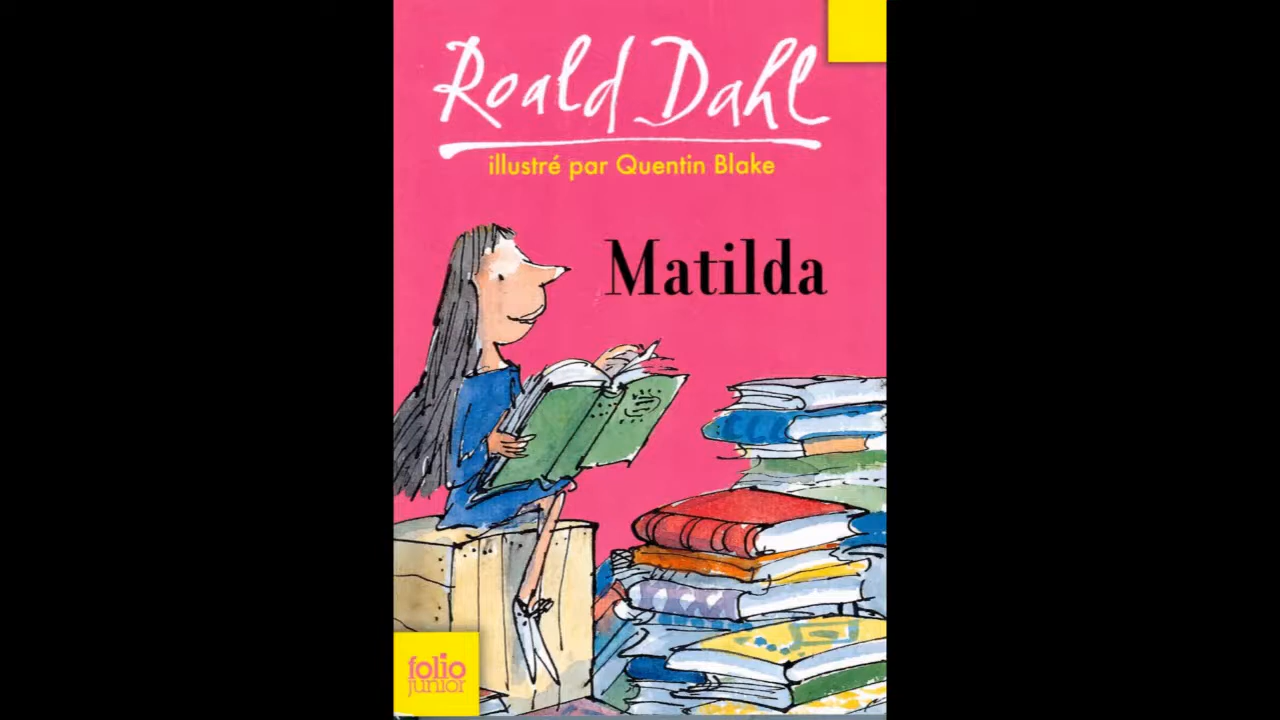 Roald Dahl
illustré par Quentin Blake
Matilda
folio
junior